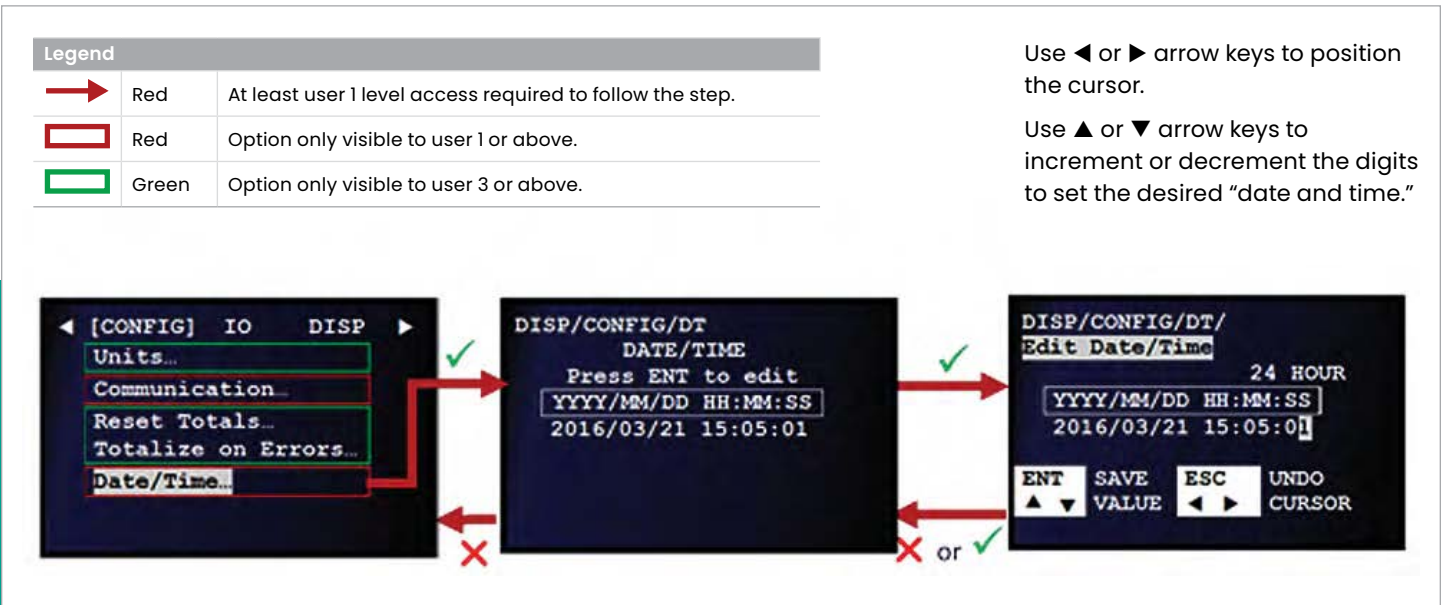 Legend
Red At least user 1 level access required to follow the step.
Red Option only visible to user 1 or above.
Green Option only visible to user 3 or above.
Use ◀ or ▶ arrow keys to position
the cursor.
Use ▲ or ▼ arrow keys to
increment or decrement the digits
to set the desired “date and time.”
◀ [CONFIG] IO DISP ▶
Units…
Communication…
Reset Totals…
Totalize on Errors…
Date/Time…
DISP/CONFIG/DT
DATE/TIME
Press ENT to edit
YYYY/MM/DD HH:MM:SS
2016/03/21 15:05:01
DISP/CONFIG/DT/
Edit Date/Time
24 HOUR
YYYY/MM/DD HH:MM:SS
2016/03/21 15:05:01
ENT SAVE ESC UNDO
▲ ▼ VALUE ◀ ▶ CURSOR
or